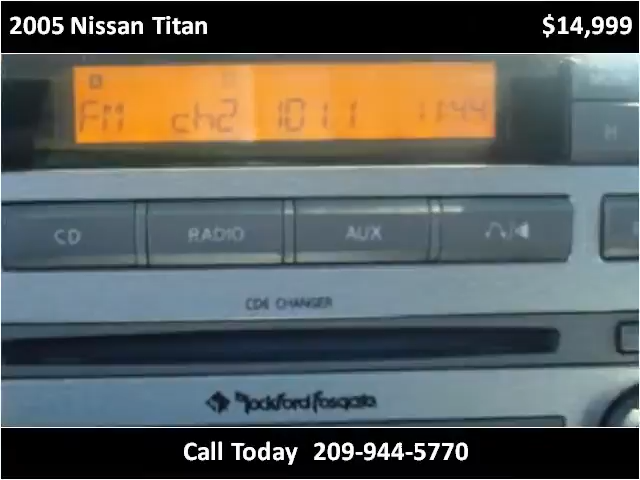 2005 Nissan Titan $14,999
FM ch2 101.1 11:44
CD RADIO AUX
CD6 CHANGER
Rockford Fosgate
Call Today 209-944-5770